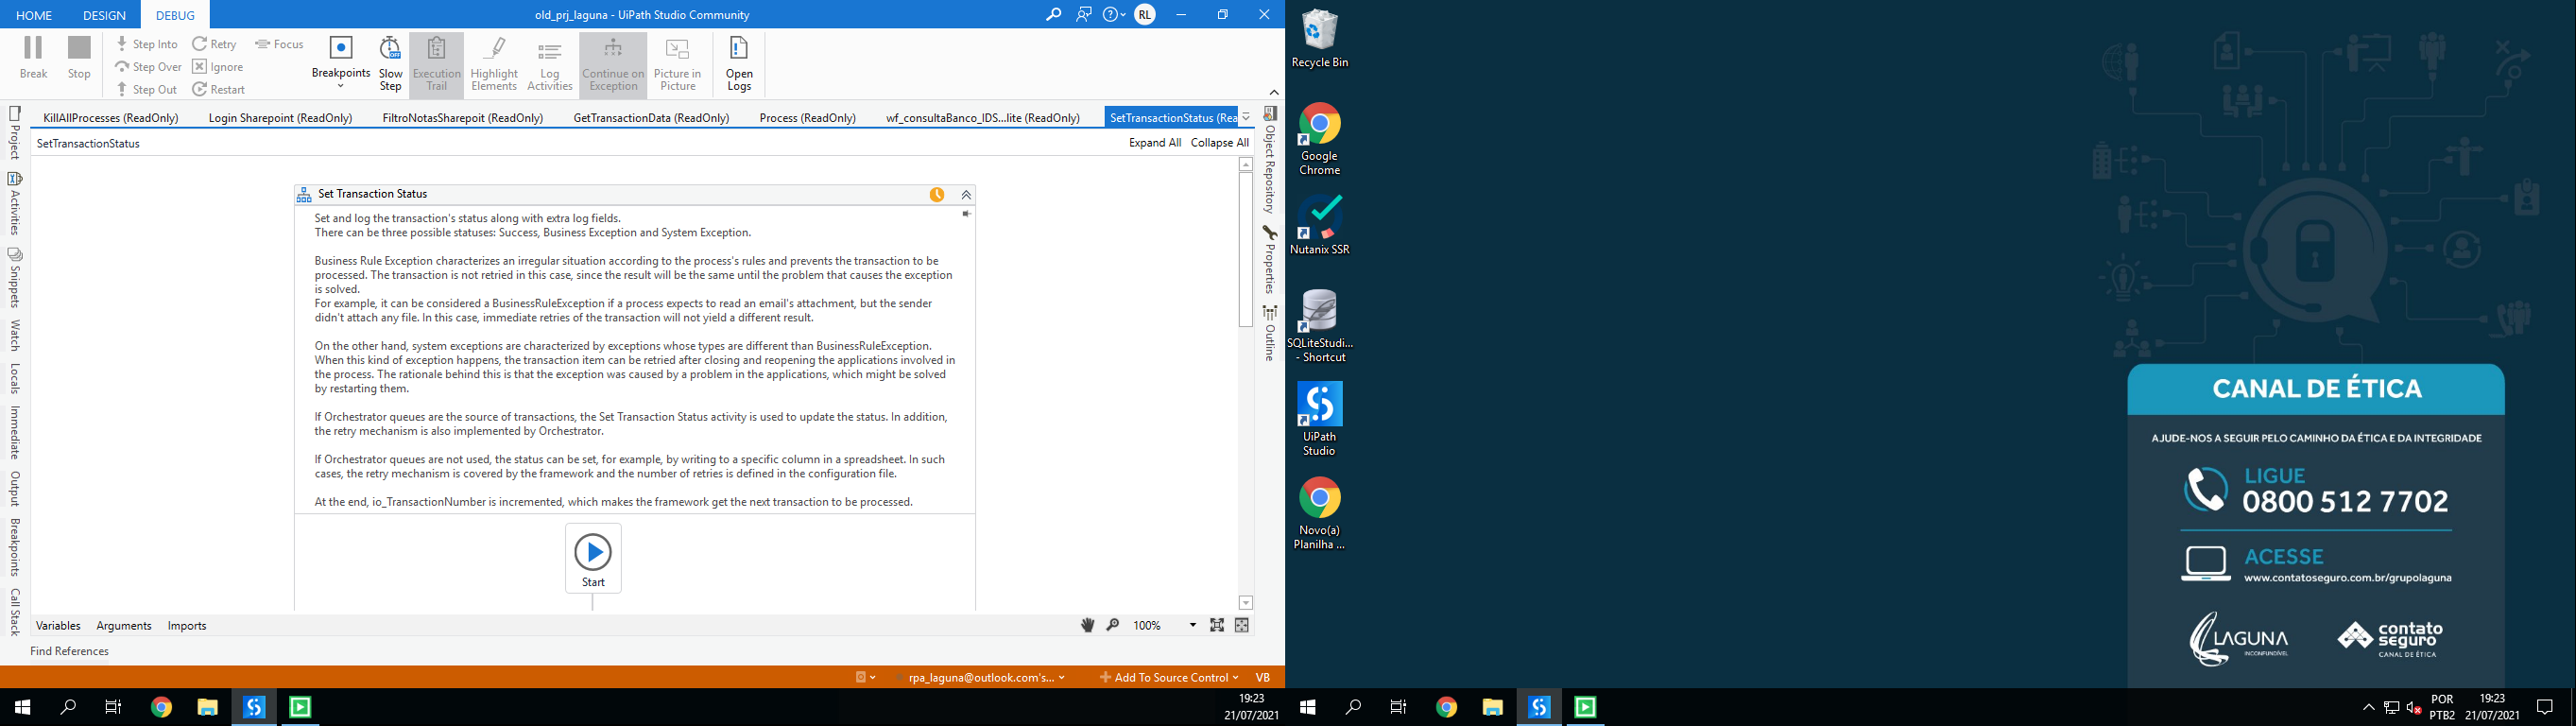 HOME DESIGN DEBUG old_prj_laguna - UiPath Studio Community RL
Break
Stop
Step Into
Step Over
Step Out
Retry
Ignore
Restart
Focus
Breakpoints
Slow
Step
OFF
Execution
Trail
Highlight
Elements
Log
Activities
Continue on
Exception
Picture in
Picture
Open
Logs
KillAllProcesses (ReadOnly) Login Sharepoint (ReadOnly) FiltroNotasSharepoit (ReadOnly) GetTransactionData (ReadOnly) Process (ReadOnly) wf_consultaBanco_IDS...lite (ReadOnly) SetTransactionStatus (Rea
SetTransactionStatus Expand All Collapse All
Project
Activities
Snippets
Watch
Locals
Immediate
Output
Breakpoints
Call Stack
Set Transaction Status
Set and log the transaction's status along with extra log fields.
There can be three possible statuses: Success, Business Exception and System Exception.
Business Rule Exception characterizes an irregular situation according to the process's rules and prevents the transaction to be
processed. The transaction is not retried in this case, since the result will be the same until the problem that causes the exception
is solved.
For example, it can be considered a BusinessRuleException if a process expects to read an email's attachment, but the sender
didn't attach any file. In this case, immediate retries of the transaction will not yield a different result.
On the other hand, system exceptions are characterized by exceptions whose types are different than BusinessRuleException.
When this kind of exception happens, the transaction item can be retried after closing and reopening the applications involved in
the process. The rationale behind this is that the exception was caused by a problem in the applications, which might be solved
by restarting them.
If Orchestrator queues are the source of transactions, the Set Transaction Status activity is used to update the status. In addition,
the retry mechanism is also implemented by Orchestrator.
If Orchestrator queues are not used, the status can be set, for example, by writing to a specific column in a spreadsheet. In such
cases, the retry mechanism is covered by the framework and the number of retries is defined in the configuration file.
At the end, io_TransactionNumber is incremented, which makes the framework get the next transaction to be processed.
Start
Object Repository
Properties
Outline
Variables Arguments Imports 100%
Find References
rpa_laguna@outlook.com's... Add To Source Control VB
19:23
21/07/2021
Recycle Bin
Google
Chrome
Nutanix SSR
SQLiteStudi...
- Shortcut
UiPath
Studio
Novo(a)
Planilha ...
CANAL DE ÉTICA
AJUDE-NOS A SEGUIR PELO CAMINHO DA ÉTICA E DA INTEGRIDADE
LIGUE
0800 512 7702
ACESSE
www.contatoseguro.com.br/grupolaguna
LAGUNA
INCONFUNDÍVEL
contato
seguro
CANAL DE ÉTICA
POR
PTB2
19:23
21/07/2021